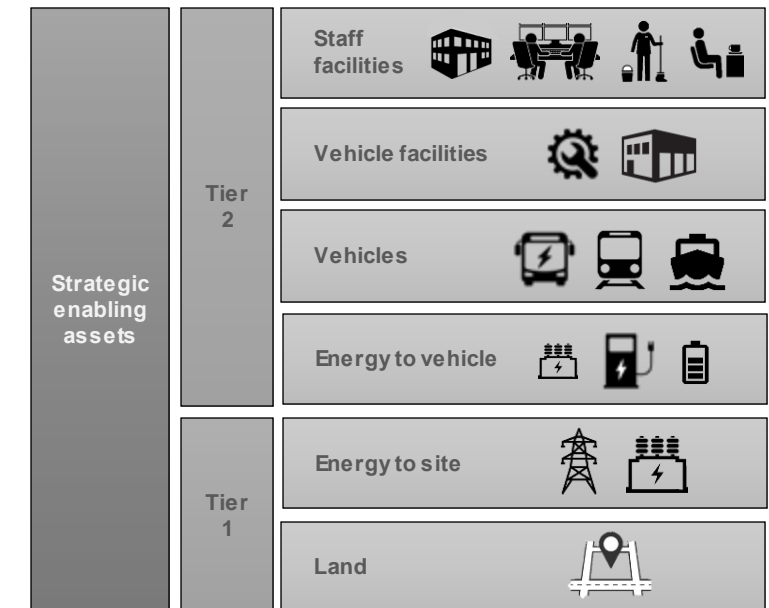 Strategic
enabling
assets
Tier
2
Staff
facilities
Vehicle facilities
Vehicles
Energy to vehicle
Tier
1
Energy to site
Land